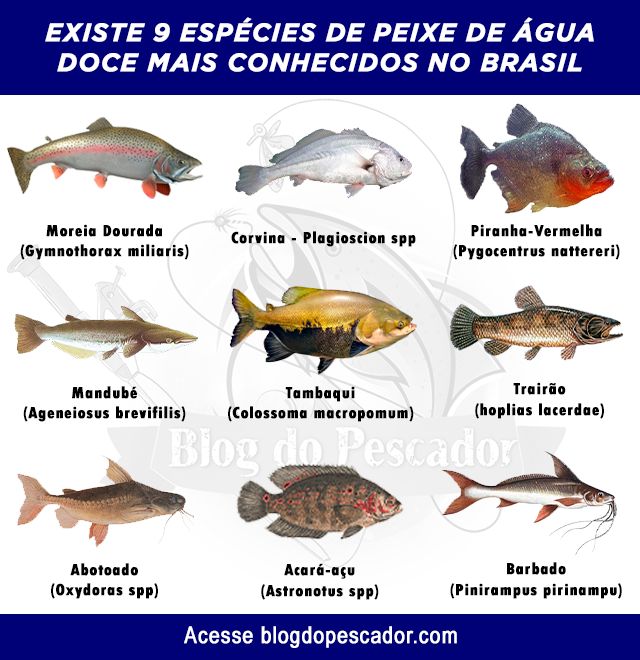 EXISTE 9 ESPÉCIES DE PEIXE DE ÁGUA
DOCE MAIS CONHECIDOS NO BRASIL
Moreia Dourada
(Gymnothorax miliaris)
Corvina - Plagioscion spp
Piranha-Vermelha
(Pygocentrus nattereri)
Mandubé
(Ageneiosus brevifilis)
Tambaqui
(Colossoma macropomum)
Trairão
(hoplias lacerdae)
Blog do Pescador
Abotoado
(Oxydoras spp)
Acará-açu
(Astronotus spp)
Barbado
(Pinirampus pirinampu)
Acesse blogdopescador.com